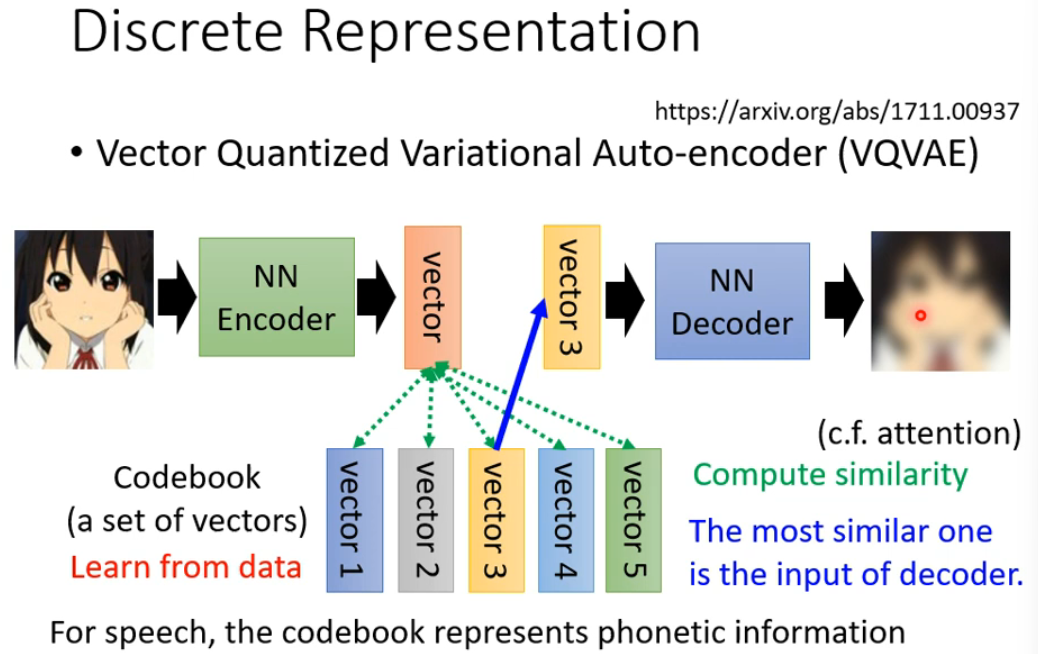 Discrete Representation
https://arxiv.org/abs/1711.00937
• Vector Quantized Variational Auto-encoder (VQVAE)
NN
Encoder
vector
vector 3
NN
Decoder
(c.f. attention)
Compute similarity
The most similar one
is the input of decoder.
Codebook
(a set of vectors)
Learn from data
vector 1
vector 2
vector 3
vector 4
vector 5
For speech, the codebook represents phonetic information